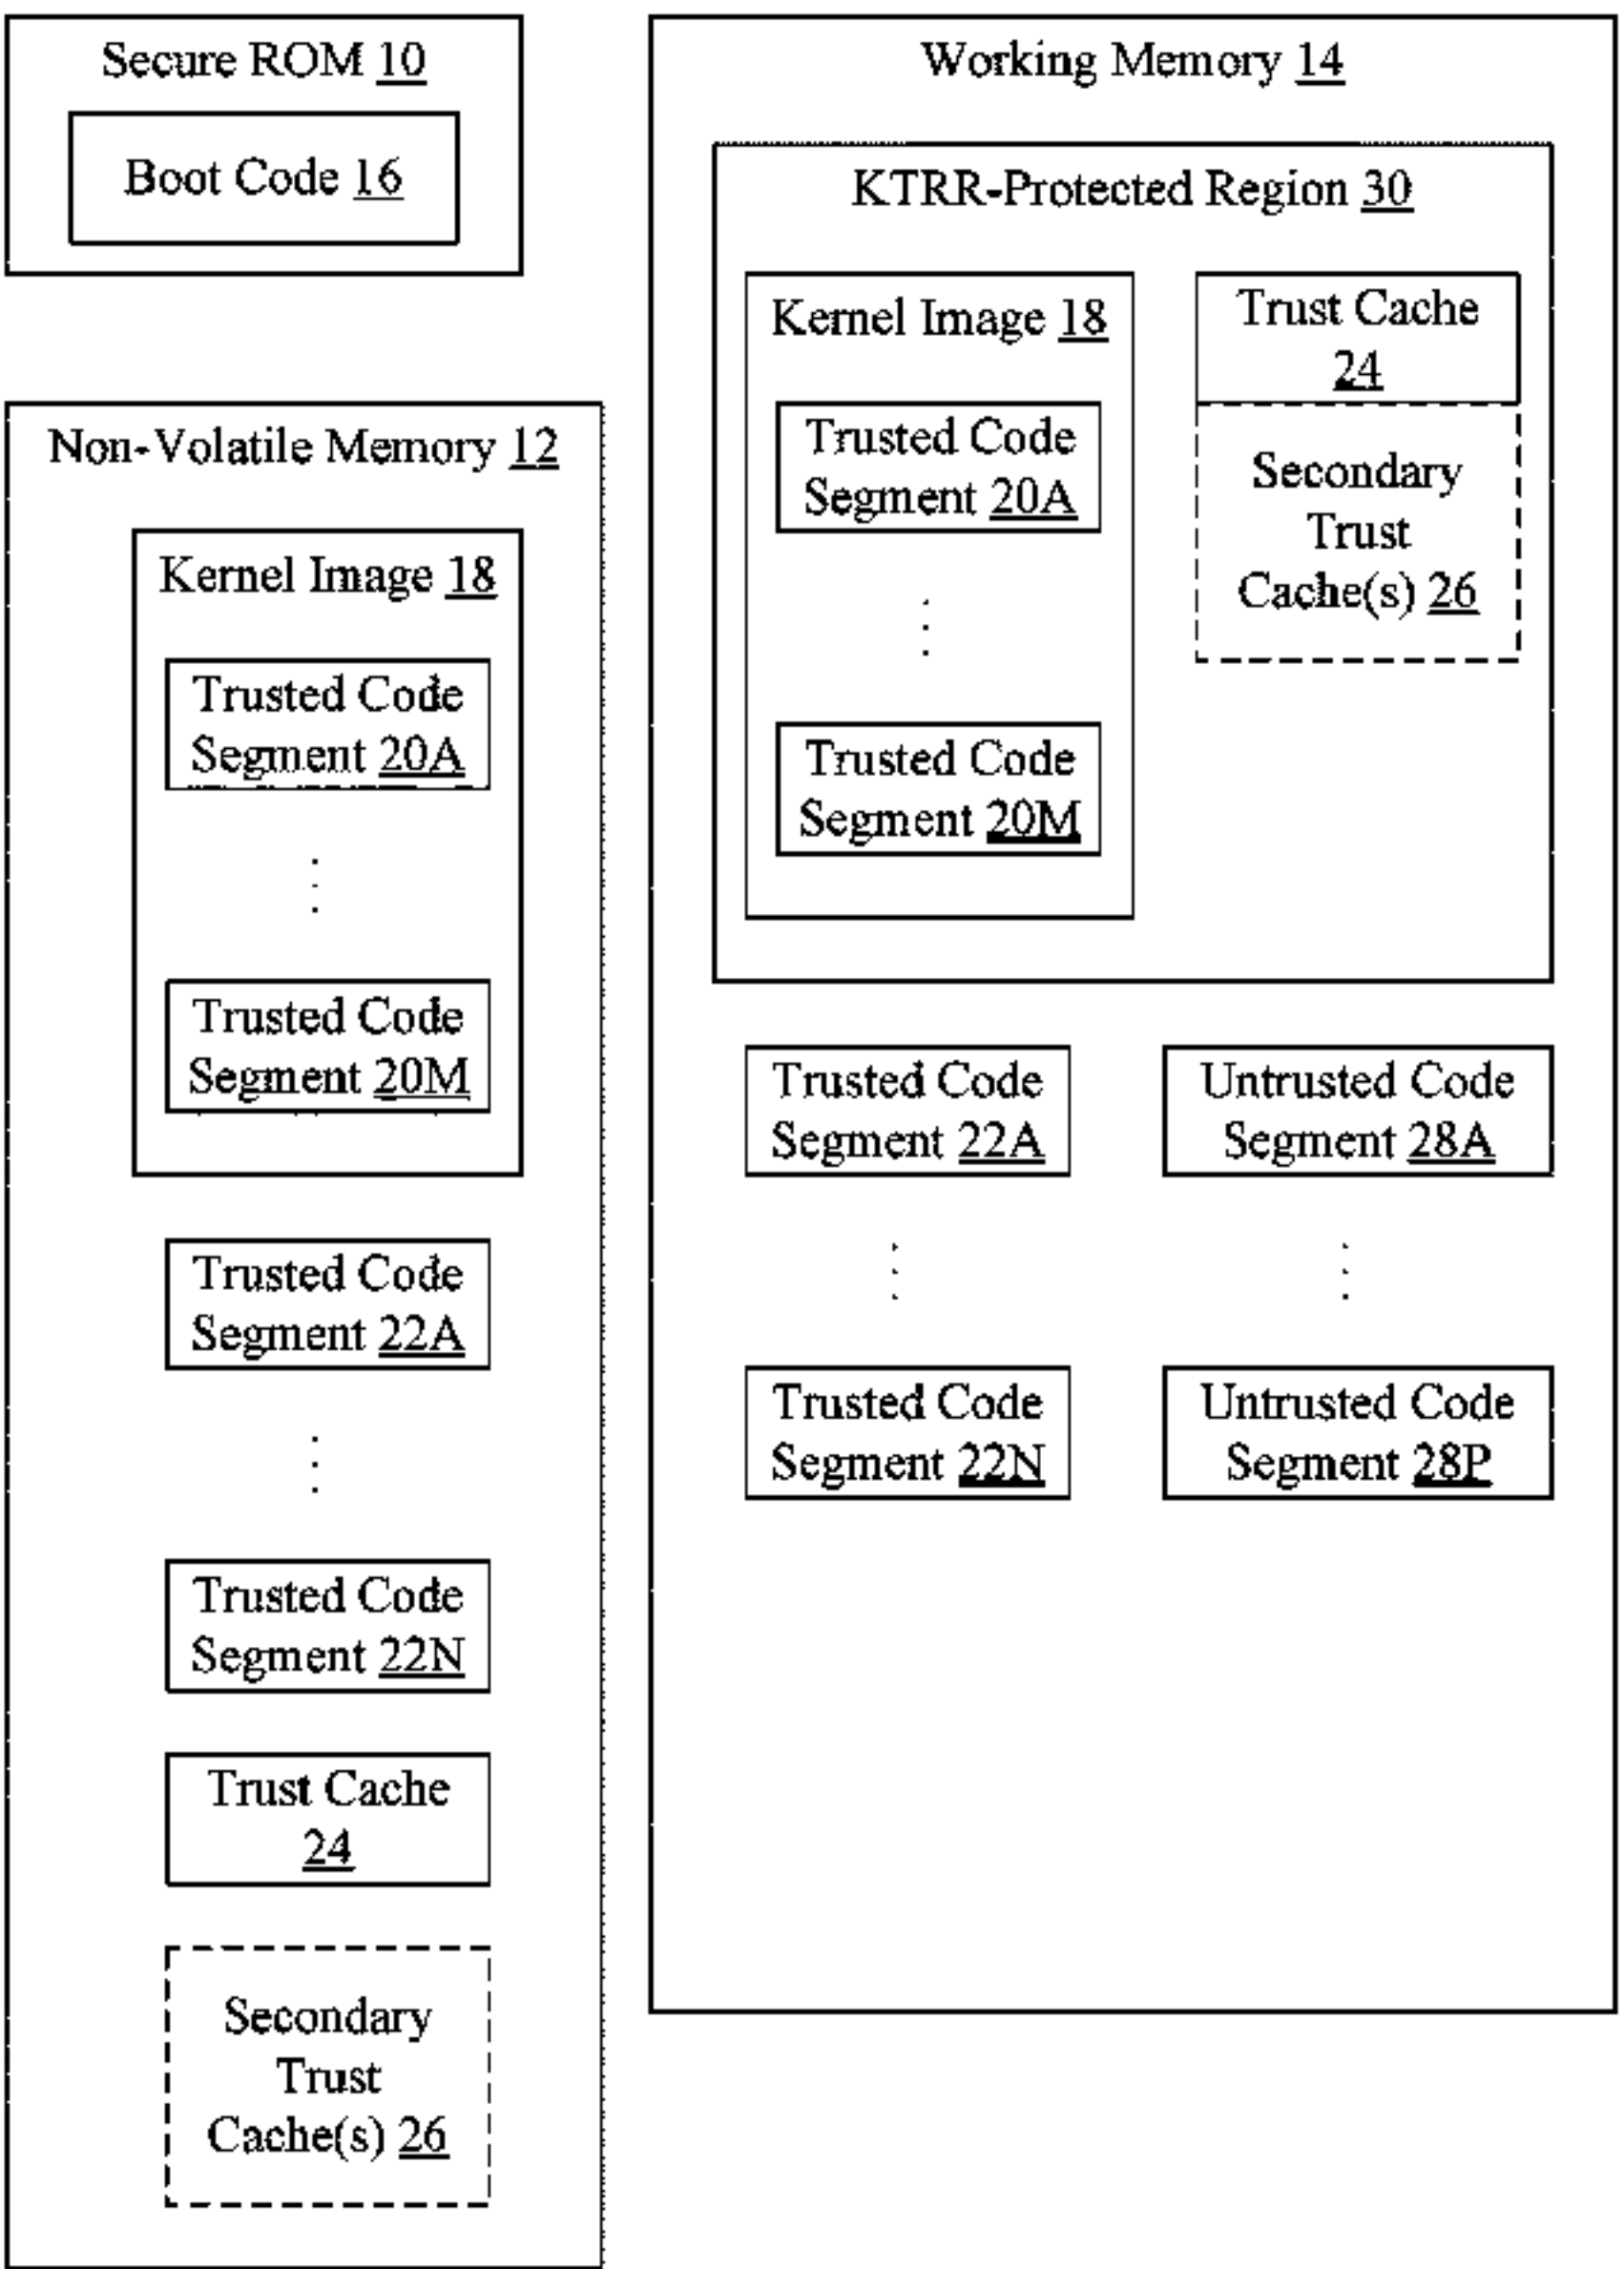 Secure ROM 10
Boot Code 16
Non-Volatile Memory 12
Kernel Image 18
Trusted Code
Segment 20A
Trusted Code
Segment 20M
Trusted Code
Segment 22A
Trusted Code
Segment 22N
Trust Cache
24
Secondary
Trust
Cache(s) 26
Working Memory 14
KTRR-Protected Region 30
Kernel Image 18
Trusted Code
Segment 20A
Trusted Code
Segment 20M
Trust Cache
24
Secondary
Trust
Cache(s) 26
Trusted Code
Segment 22A
Trusted Code
Segment 22N
Untrusted Code
Segment 28A
Untrusted Code
Segment 28P